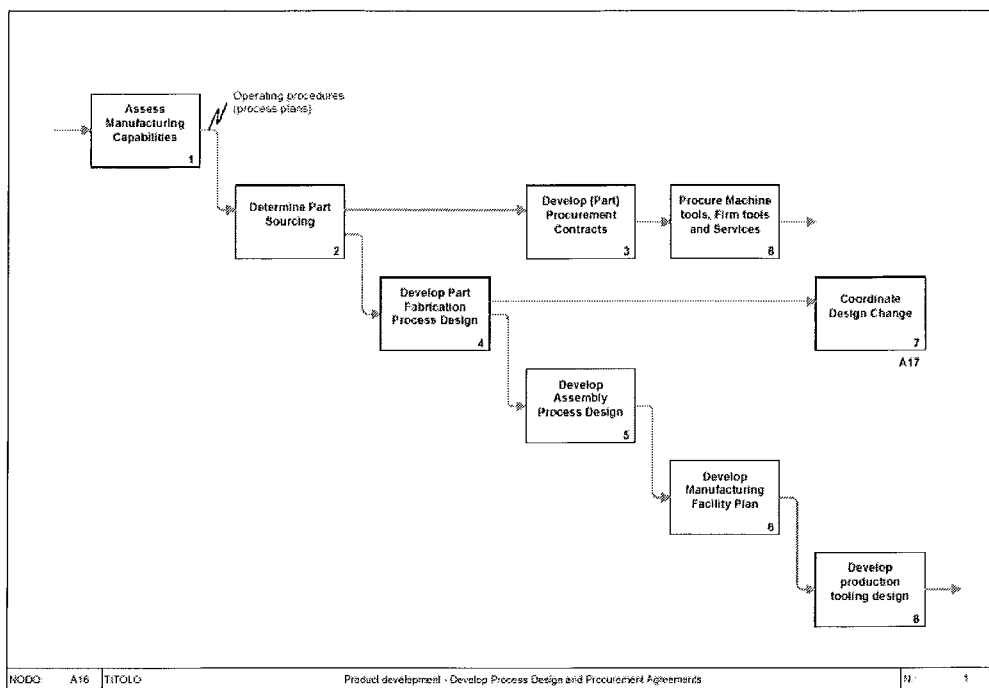 Operating procedures
(process plans)
Assess
Manufacturing
Capabilities
1
Determine Part
Sourcing
2
Develop (Part)
Procurement
Contracts
3
Procure Machine
tools, Firm tools
and Services
6
Develop Part
Fabrication
Process Design
4
Coordinate
Design Change
7
A17
Develop
Assembly
Process Design
5
Develop
Manufacturing
Facility Plan
6
Develop
production
tooling design
8
NODO: A16 TITOLO Product development - Develop Process Design and Procurement Agreements N.: 1